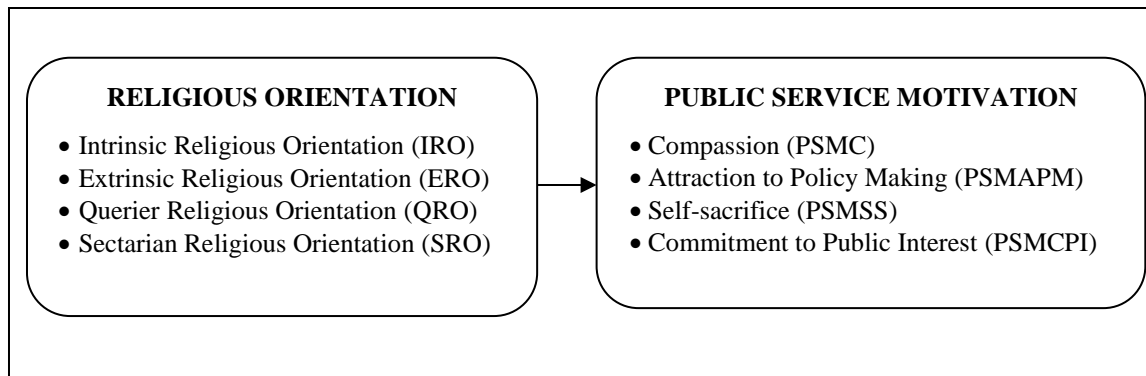 RELIGIOUS ORIENTATION
• Intrinsic Religious Orientation (IRO)
• Extrinsic Religious Orientation (ERO)
• Querier Religious Orientation (QRO)
• Sectarian Religious Orientation (SRO)
PUBLIC SERVICE MOTIVATION
• Compassion (PSMC)
• Attraction to Policy Making (PSMAPM)
• Self-sacrifice (PSMSS)
• Commitment to Public Interest (PSMCPI)